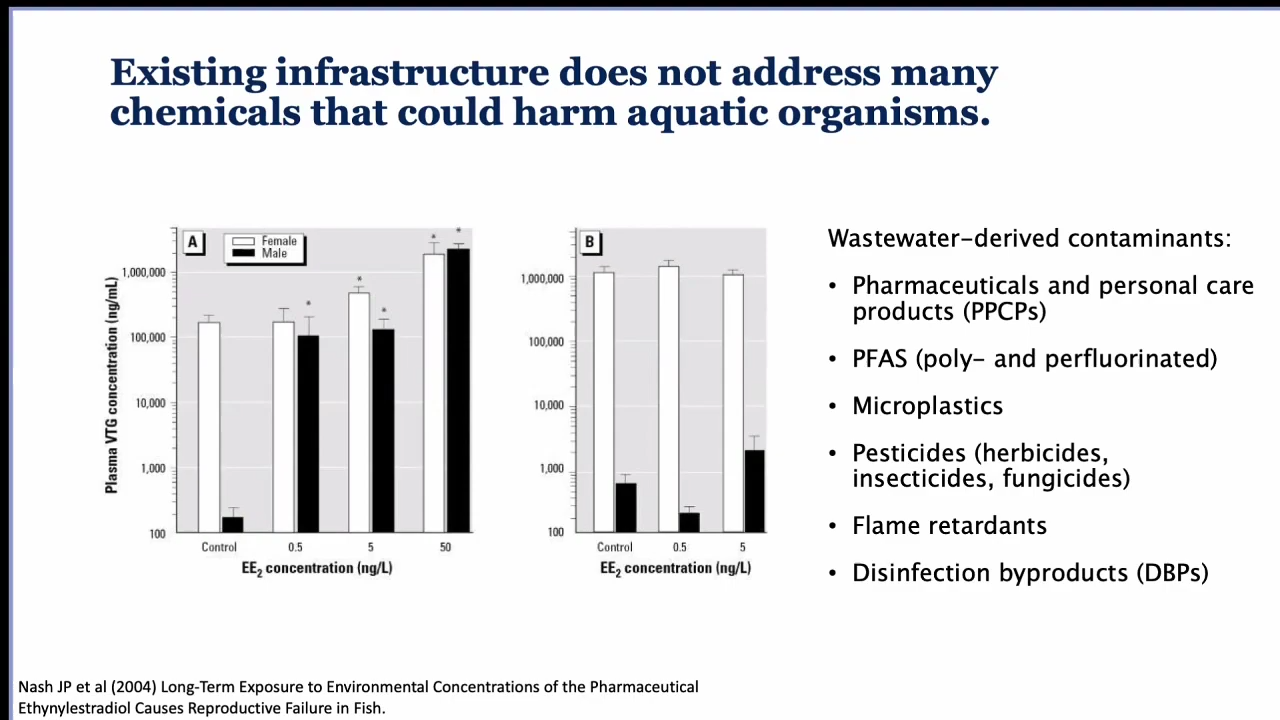 Existing infrastructure does not address many
chemicals that could harm aquatic organisms.
A
Female
Male
Plasma VTG concentration (ng/mL)
1,000,000
100,000
10,000
1,000
100
* * * * *
Control 0.5 5 50
EE2 concentration (ng/L)
B
1,000,000
100,000
10,000
1,000
100
Control 0.5 5
EE2 concentration (ng/L)
Wastewater-derived contaminants:
• Pharmaceuticals and personal care
products (PPCPs)
• PFAS (poly- and perfluorinated)
• Microplastics
• Pesticides (herbicides,
insecticides, fungicides)
• Flame retardants
• Disinfection byproducts (DBPs)
Nash JP et al (2004) Long-Term Exposure to Environmental Concentrations of the Pharmaceutical
Ethynylestradiol Causes Reproductive Failure in Fish.